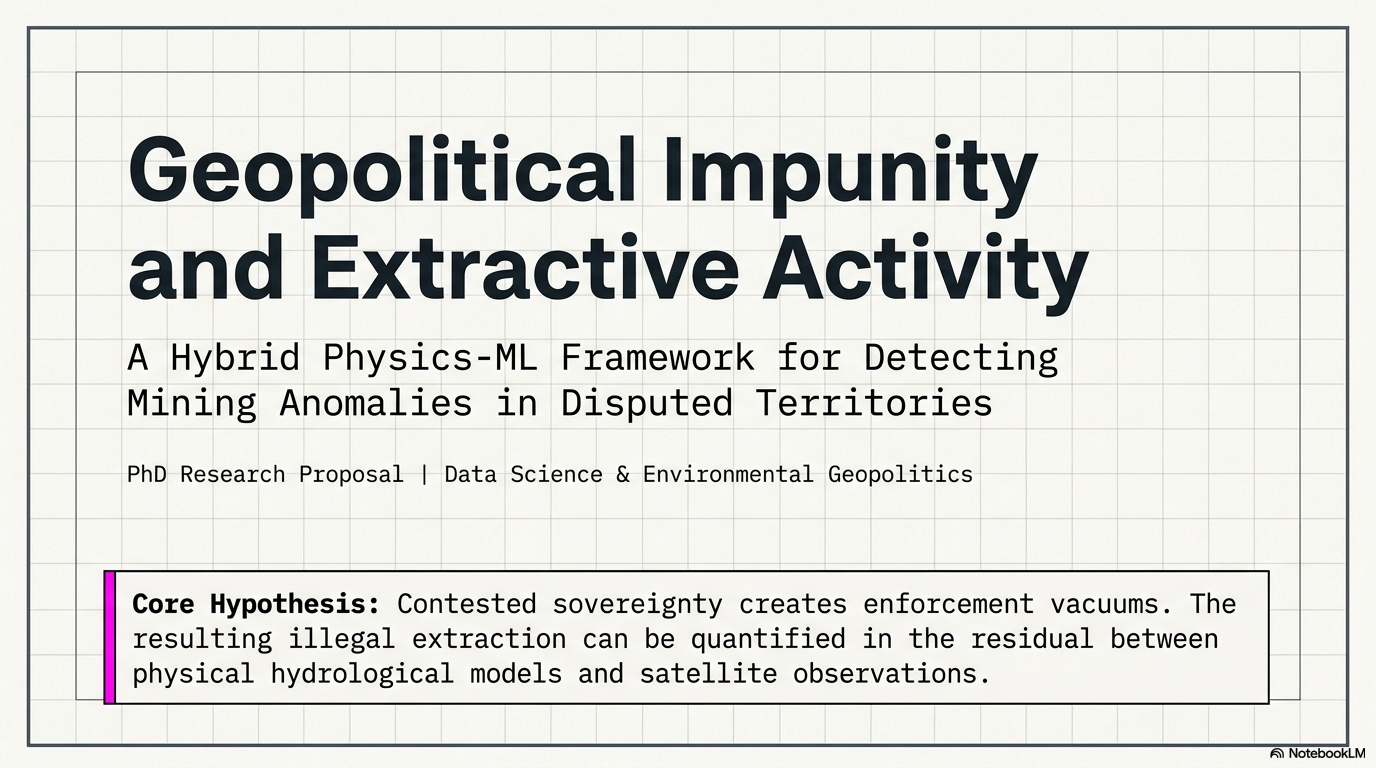 Geopolitical Impunity
and Extractive Activity
A Hybrid Physics-ML Framework for Detecting
Mining Anomalies in Disputed Territories
PhD Research Proposal | Data Science & Environmental Geopolitics
Core Hypothesis: Contested sovereignty creates enforcement vacuums. The
resulting illegal extraction can be quantified in the residual between
physical hydrological models and satellite observations.
NotebookLM